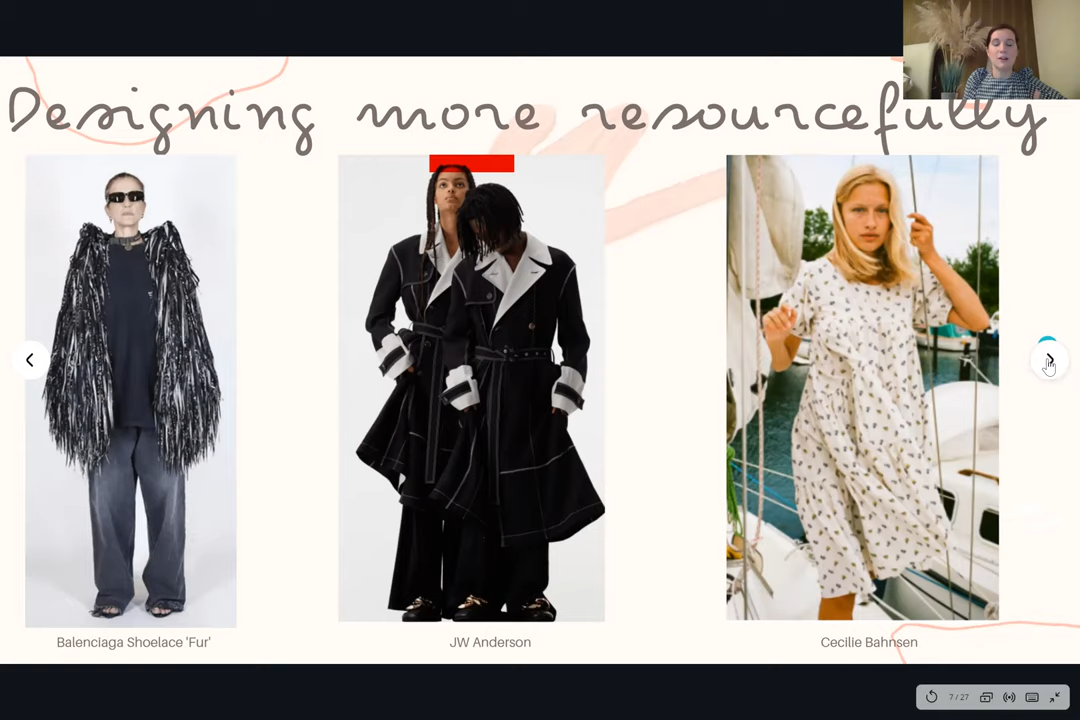 Designing more resourcefully
Balenciaga Shoelace 'Fur'
JW Anderson
Cecilie Bahnsen
7 / 27